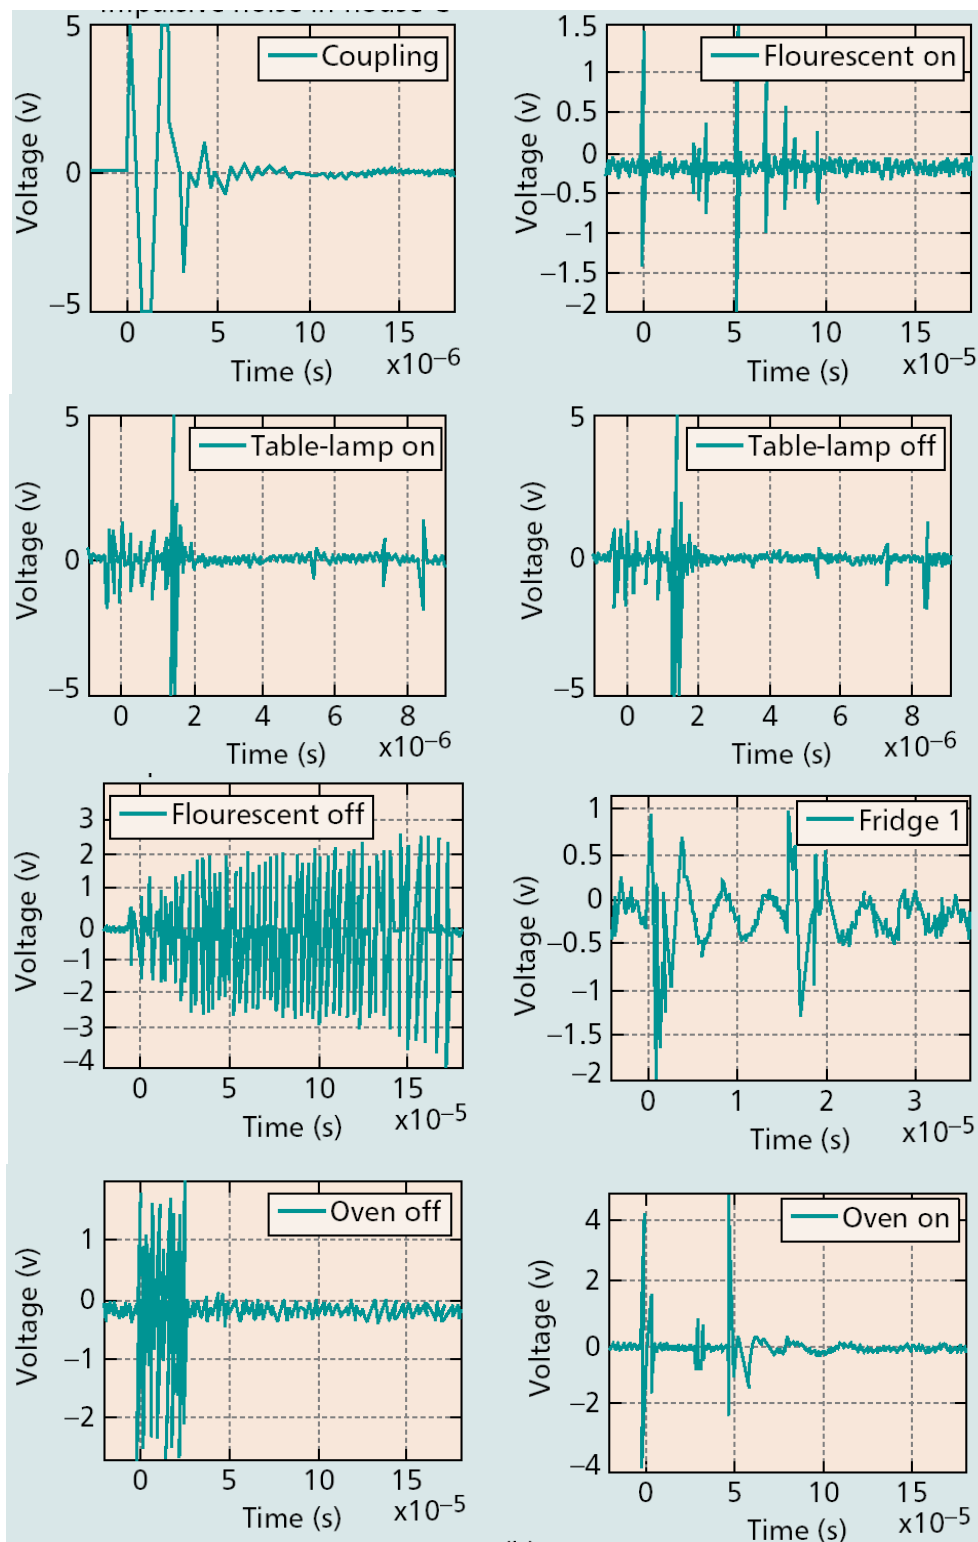 Impulsive noise in house
Coupling
Voltage (v)
5
0
–5
0 5 10 15
x10–6
Time (s)
Flourescent on
Voltage (v)
1.5
1
0.5
0
–0.5
–1
–1.5
–2
0 5 10 15
x10–5
Time (s)
Table-lamp on
Voltage (v)
5
0
–5
0 2 4 6 8
x10–6
Time (s)
Table-lamp off
Voltage (v)
5
0
–5
0 2 4 6 8
x10–6
Time (s)
Flourescent off
Voltage (v)
3
2
1
0
–1
–2
–3
–4
0 5 10 15
x10–5
Time (s)
Fridge 1
Voltage (v)
1
0.5
0
–0.5
–1
–1.5
–2
0 1 2 3
x10–5
Time (s)
Oven off
Voltage (v)
1
0
–1
–2
0 5 10 15
x10–5
Time (s)
Oven on
Voltage (v)
4
2
0
–2
–4
0 5 10 15
x10–5
Time (s)